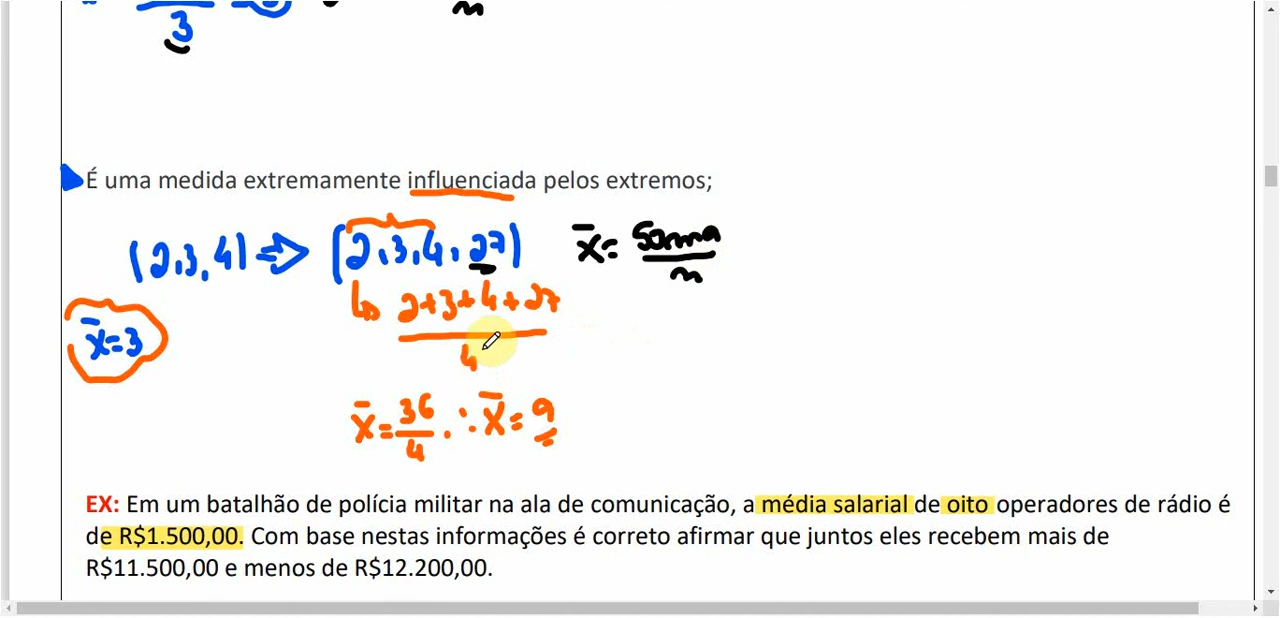 3
n
É uma medida extremamente influenciada pelos extremos;
(2,3,4) => (2,3,4,27) x̄= Soma/n
↳ 2+3+4+27
4
x̄=3
x̄=36/4 ∴ x̄=9
EX: Em um batalhão de polícia militar na ala de comunicação, a média salarial de oito operadores de rádio é
de R$1.500,00. Com base nestas informações é correto afirmar que juntos eles recebem mais de
R$11.500,00 e menos de R$12.200,00.